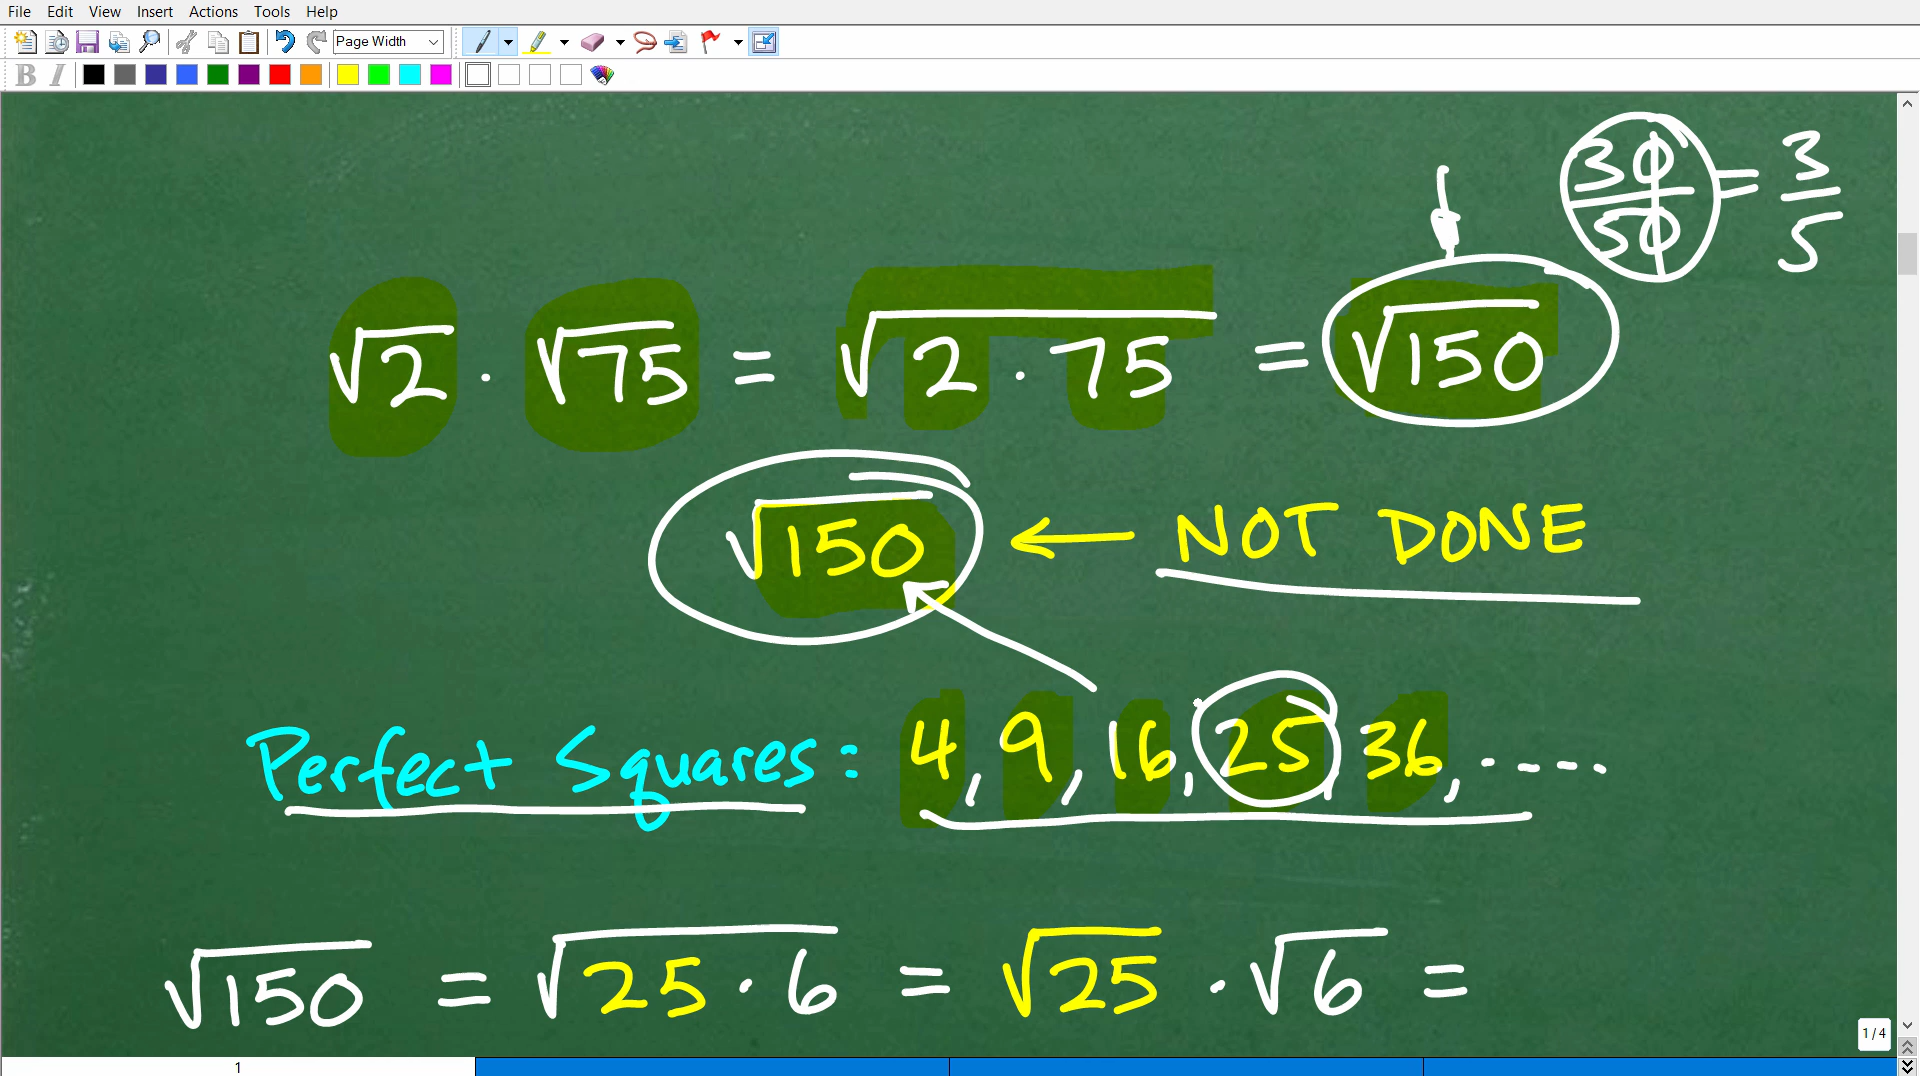 File Edit View Insert Actions Tools Help
Page Width
B I
30/50 = 3/5
√2 · √75 = √2 · 75 = √150
√150 ← NOT DONE
Perfect Squares: 4, 9, 16, 25, 36, -----
√150 = √25 · 6 = √25 · √6 =
1 / 4
1